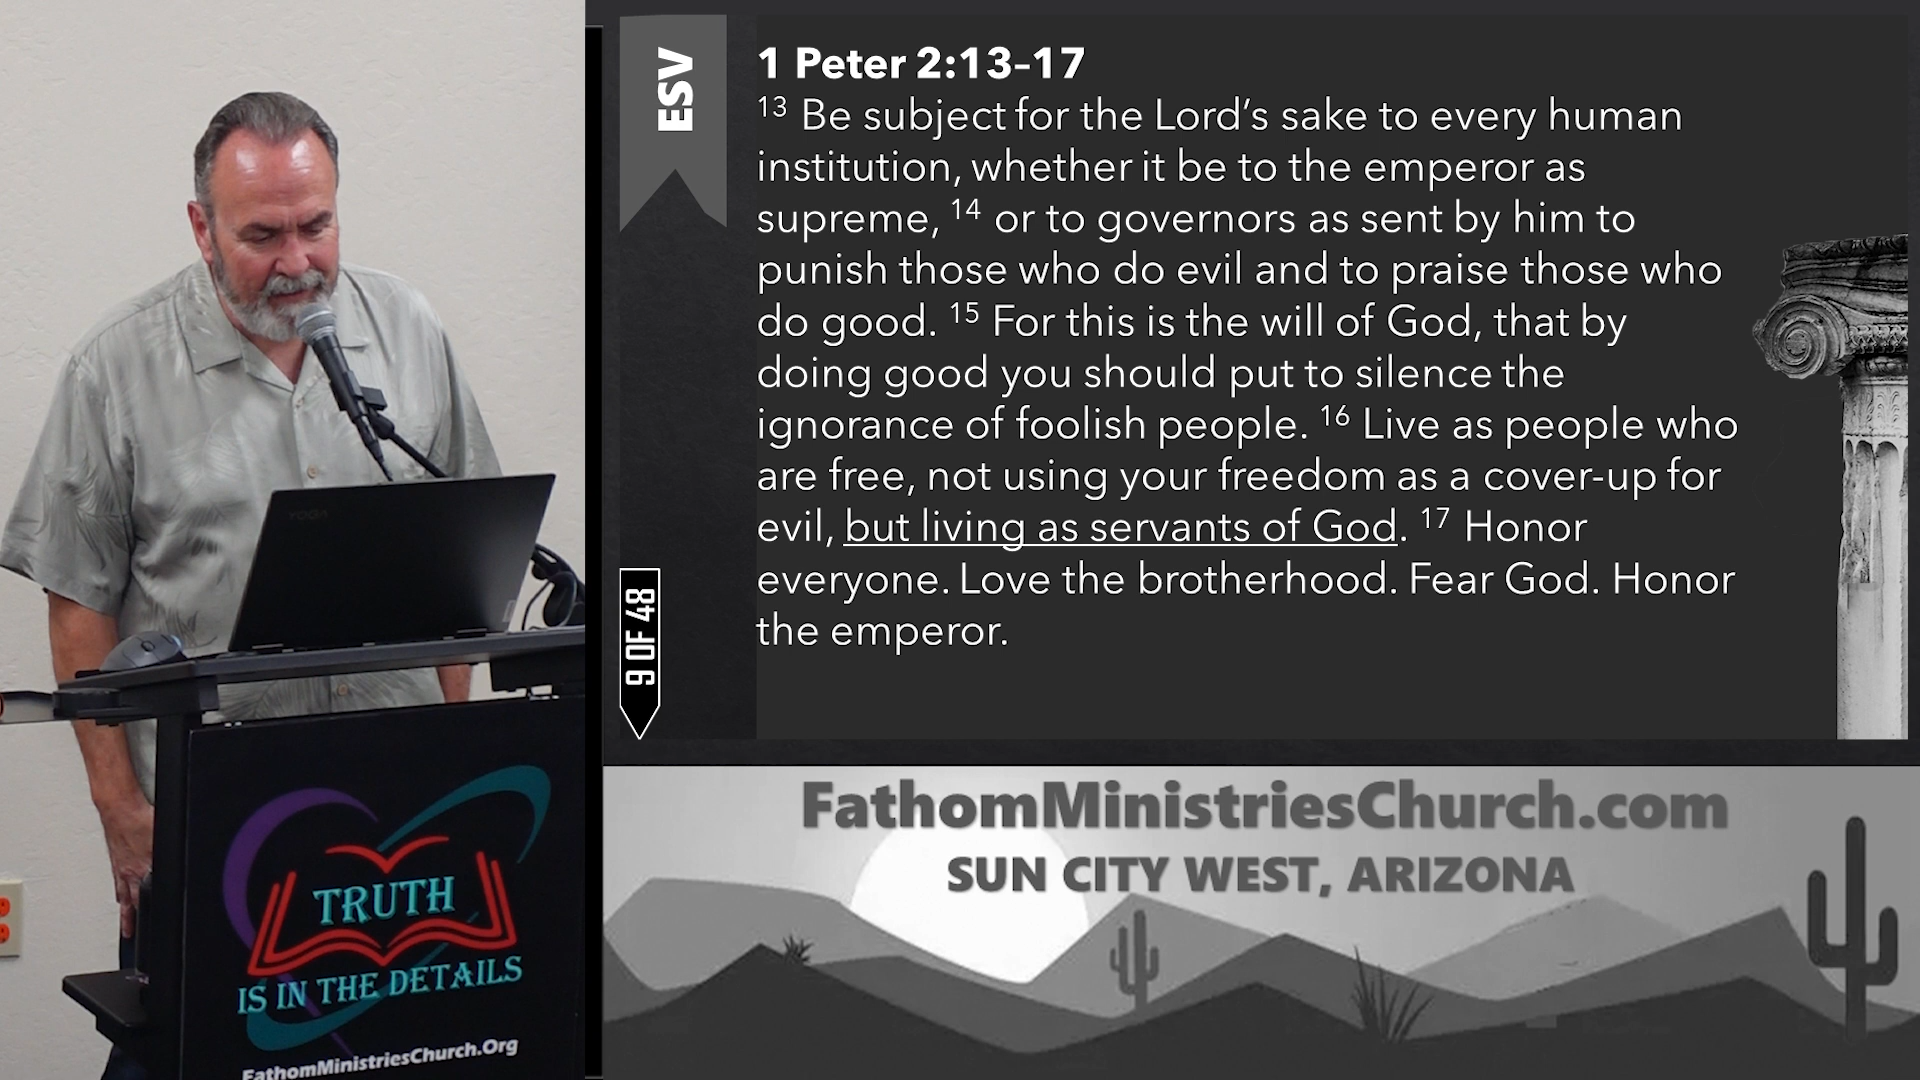 ESV
1 Peter 2:13–17
13 Be subject for the Lord’s sake to every human
institution, whether it be to the emperor as
supreme, 14 or to governors as sent by him to
punish those who do evil and to praise those who
do good. 15 For this is the will of God, that by
doing good you should put to silence the
ignorance of foolish people. 16 Live as people who
are free, not using your freedom as a cover-up for
evil, but living as servants of God. 17 Honor
everyone. Love the brotherhood. Fear God. Honor
the emperor.
9 OF 48
FathomMinistriesChurch.com
SUN CITY WEST, ARIZONA
YOGA
TRUTH
IS IN THE DETAILS
FathomMinistriesChurch.Org